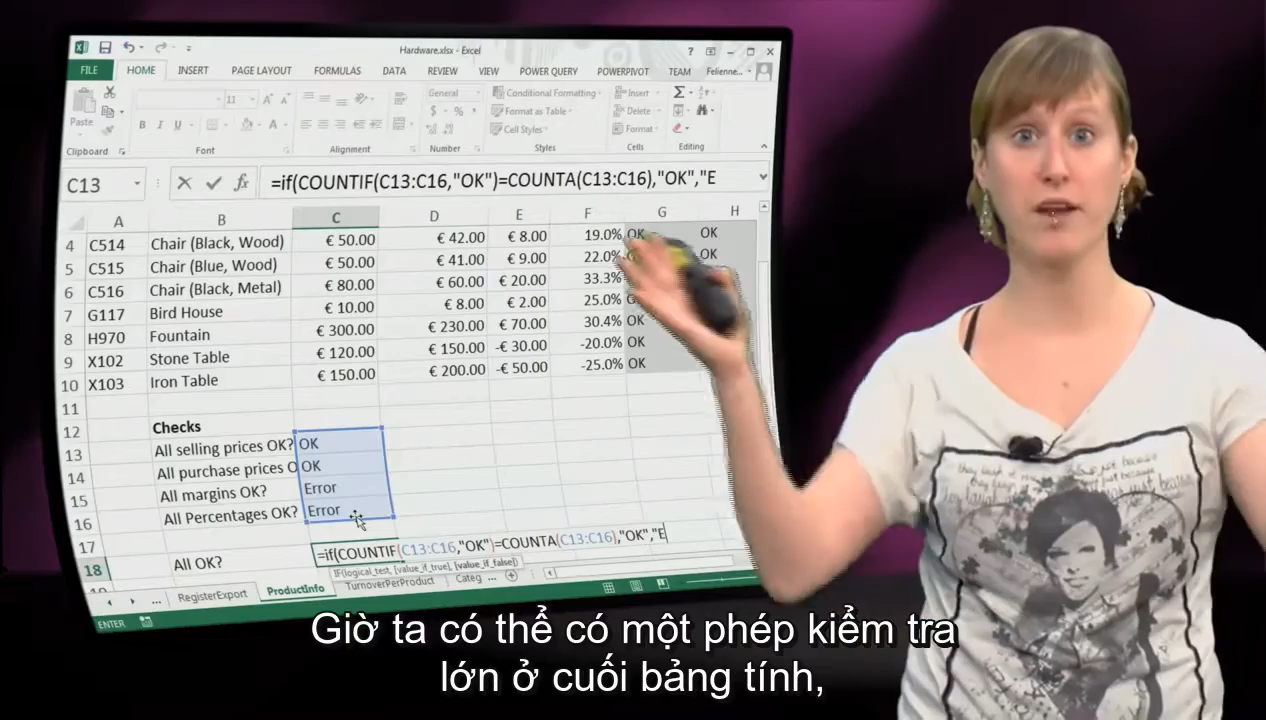 Hardware.xlsx - Excel
FILE HOME INSERT PAGE LAYOUT FORMULAS DATA REVIEW VIEW POWER QUERY POWERPIVOT TEAM Felienne...
Paste
Clipboard
11
B I U
Font
Alignment
General
$ %
Number
Conditional Formatting
Format as Table
Cell Styles
Styles
Insert
Delete
Format
Cells
Editing
C13 fx =if(COUNTIF(C13:C16,"OK")=COUNTA(C13:C16),"OK","E
A B C D E F G H
4 C514 Chair (Black, Wood) € 50.00 € 42.00 € 8.00 19.0% OK OK
5 C515 Chair (Blue, Wood) € 50.00 € 41.00 € 9.00 22.0% OK
6 C516 Chair (Black, Metal) € 80.00 € 60.00 € 20.00 33.3%
7 G117 Bird House € 10.00 € 8.00 € 2.00 25.0%
8 H970 Fountain € 300.00 € 230.00 € 70.00 30.4% OK
9 X102 Stone Table € 120.00 € 150.00 -€ 30.00 -20.0% OK
10 X103 Iron Table € 150.00 € 200.00 -€ 50.00 -25.0% OK
11
12 Checks
13 All selling prices OK? OK
14 All purchase prices O OK
15 All margins OK? Error
16 All Percentages OK? Error
17
18 All OK? =if(COUNTIF(C13:C16,"OK")=COUNTA(C13:C16),"OK","E
IF(logical_test, [value_if_true], [value_if_false])
... RegisterExport ProductInfo TurnoverPerProduct Categ ...
ENTER
Giờ ta có thể có một phép kiểm tra
lớn ở cuối bảng tính,